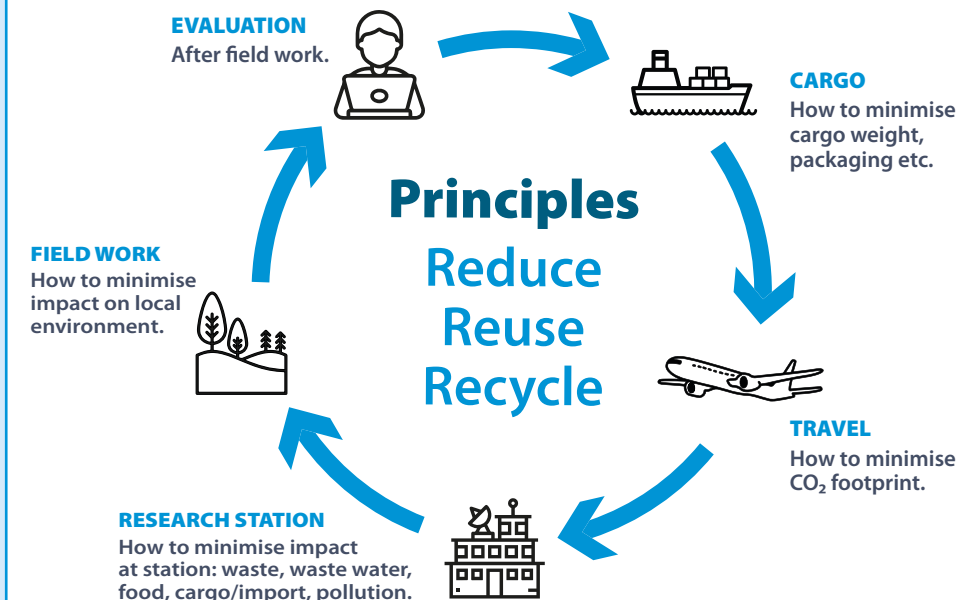 EVALUATION
After field work.
CARGO
How to minimise
cargo weight,
packaging etc.
Principles
Reduce
Reuse
Recycle
FIELD WORK
How to minimise
impact on local
environment.
TRAVEL
How to minimise
CO₂ footprint.
RESEARCH STATION
How to minimise impact
at station: waste, waste water,
food, cargo/import, pollution.